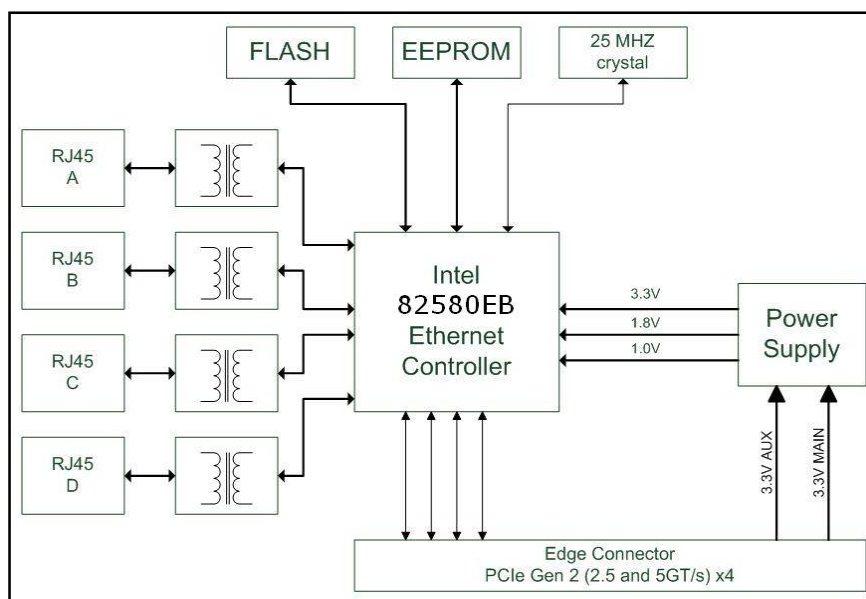 FLASH
EEPROM
25 MHZ
crystal
RJ45
A
RJ45
B
RJ45
C
RJ45
D
Intel
82580EB
Ethernet
Controller
3.3V
1.8V
1.0V
Power
Supply
3.3V AUX
3.3V MAIN
Edge Connector
PCIe Gen 2 (2.5 and 5GT/s) x4